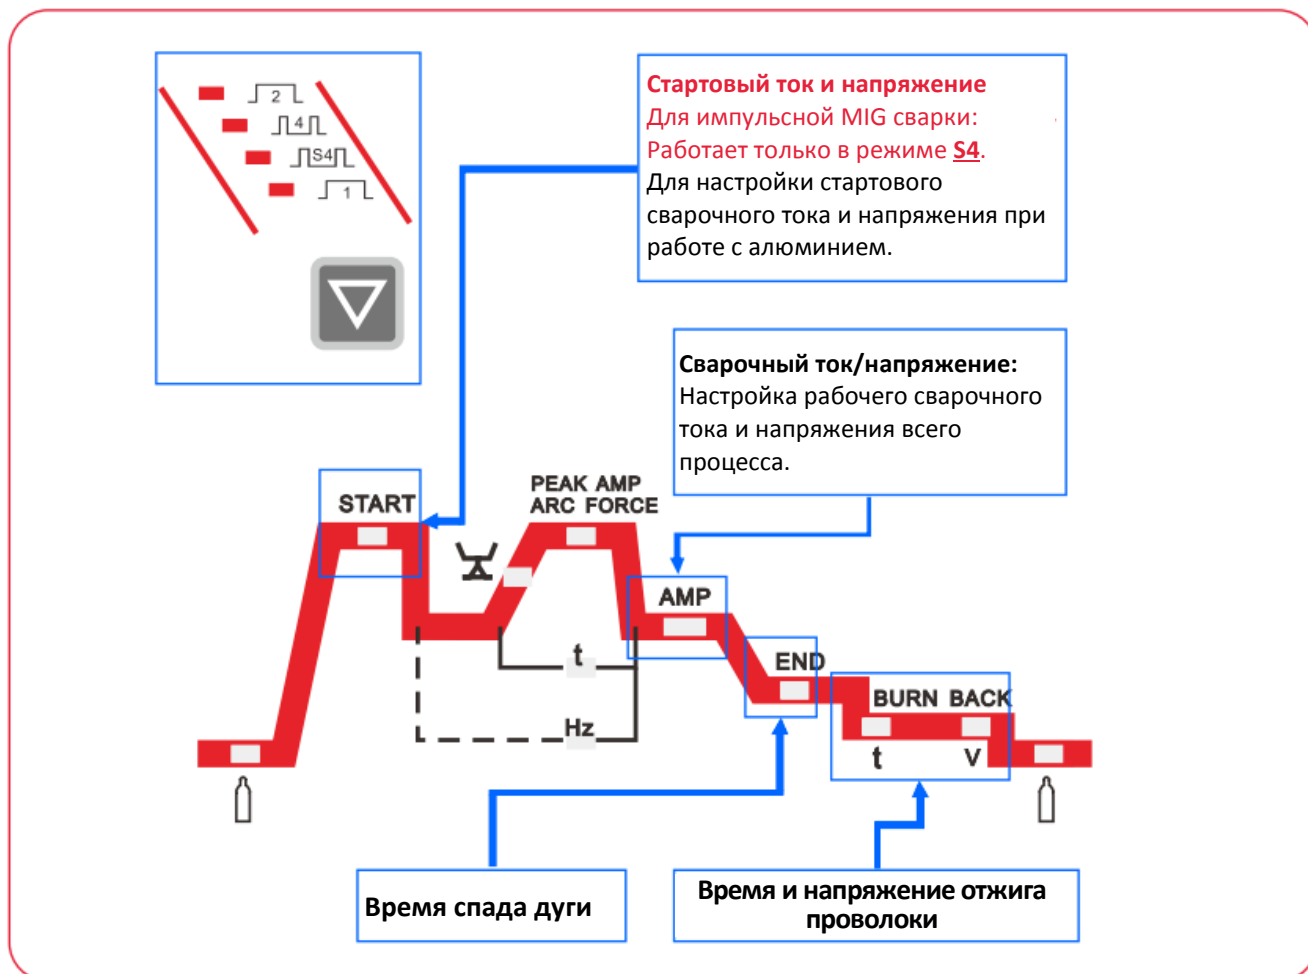 2
4
S4
1
Стартовый ток и напряжение
Для импульсной MIG сварки:
Работает только в режиме S4.
Для настройки стартового
сварочного тока и напряжения при
работе с алюминием.
Сварочный ток/напряжение:
Настройка рабочего сварочного
тока и напряжения всего
процесса.
START
PEAK AMP
ARC FORCE
AMP
t
END
Hz
BURN BACK
t
V
Время спада дуги
Время и напряжение отжига
проволоки